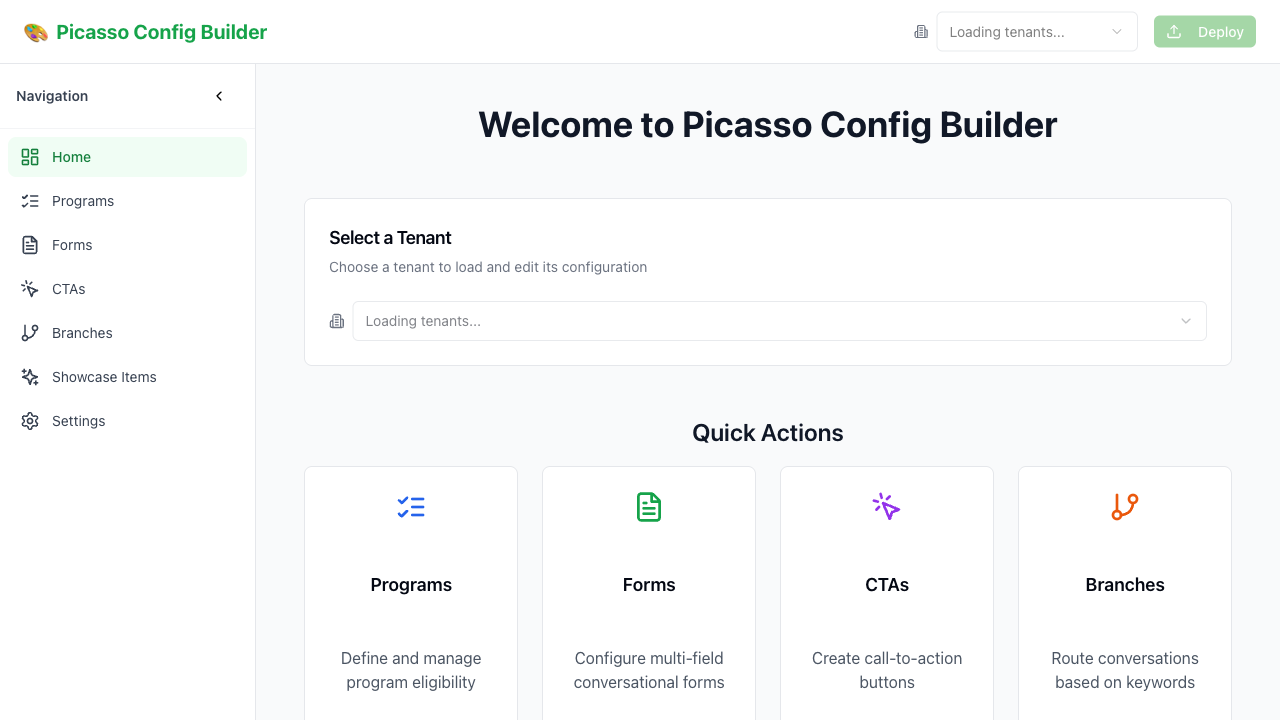 Picasso Config Builder
Loading tenants...
Deploy
Navigation
Home
Programs
Forms
CTAs
Branches
Showcase Items
Settings
Welcome to Picasso Config Builder
Select a Tenant
Choose a tenant to load and edit its configuration
Loading tenants...
Quick Actions
Programs
Define and manage
program eligibility
Forms
Configure multi-field
conversational forms
CTAs
Create call-to-action
buttons
Branches
Route conversations
based on keywords